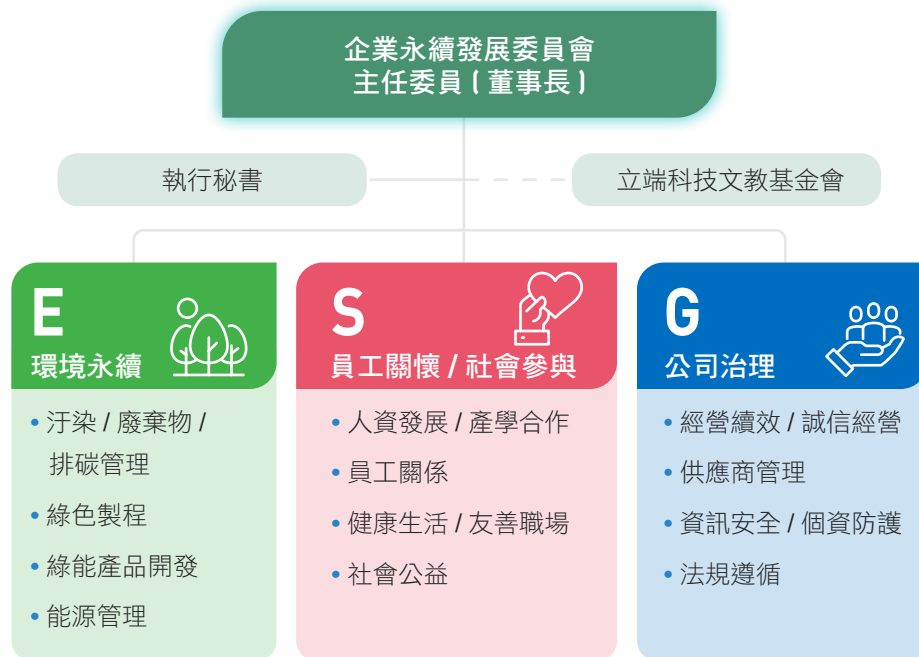 企業永續發展委員會
主任委員 ( 董事長 )
執行秘書
立端科技文教基金會
E
環境永續
• 汙染 / 廢棄物 /
排碳管理
• 綠色製程
• 綠能產品開發
• 能源管理
S
員工關懷 / 社會參與
• 人資發展 / 產學合作
• 員工關係
• 健康生活 / 友善職場
• 社會公益
G
公司治理
• 經營績效 / 誠信經營
• 供應商管理
• 資訊安全 / 個資防護
• 法規遵循